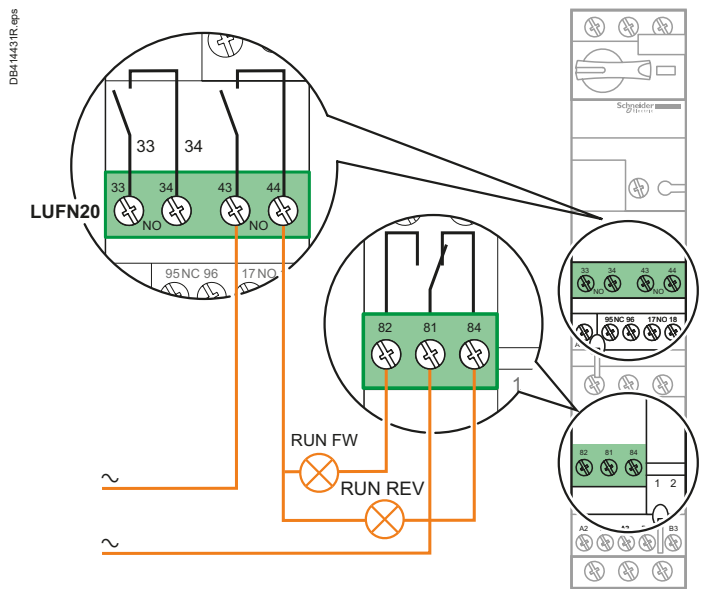 DB414431R.eps
33 34
33 34 43 44
NO NO
LUFN20
95 NC 96 17 NO
82 81 84
1
RUN FW
RUN REV
~
~
Schneider
Electric
33 34 43 44
NO NO
95 NC 96 17 NO 18
A
82 81 84
1 2
A2 B3